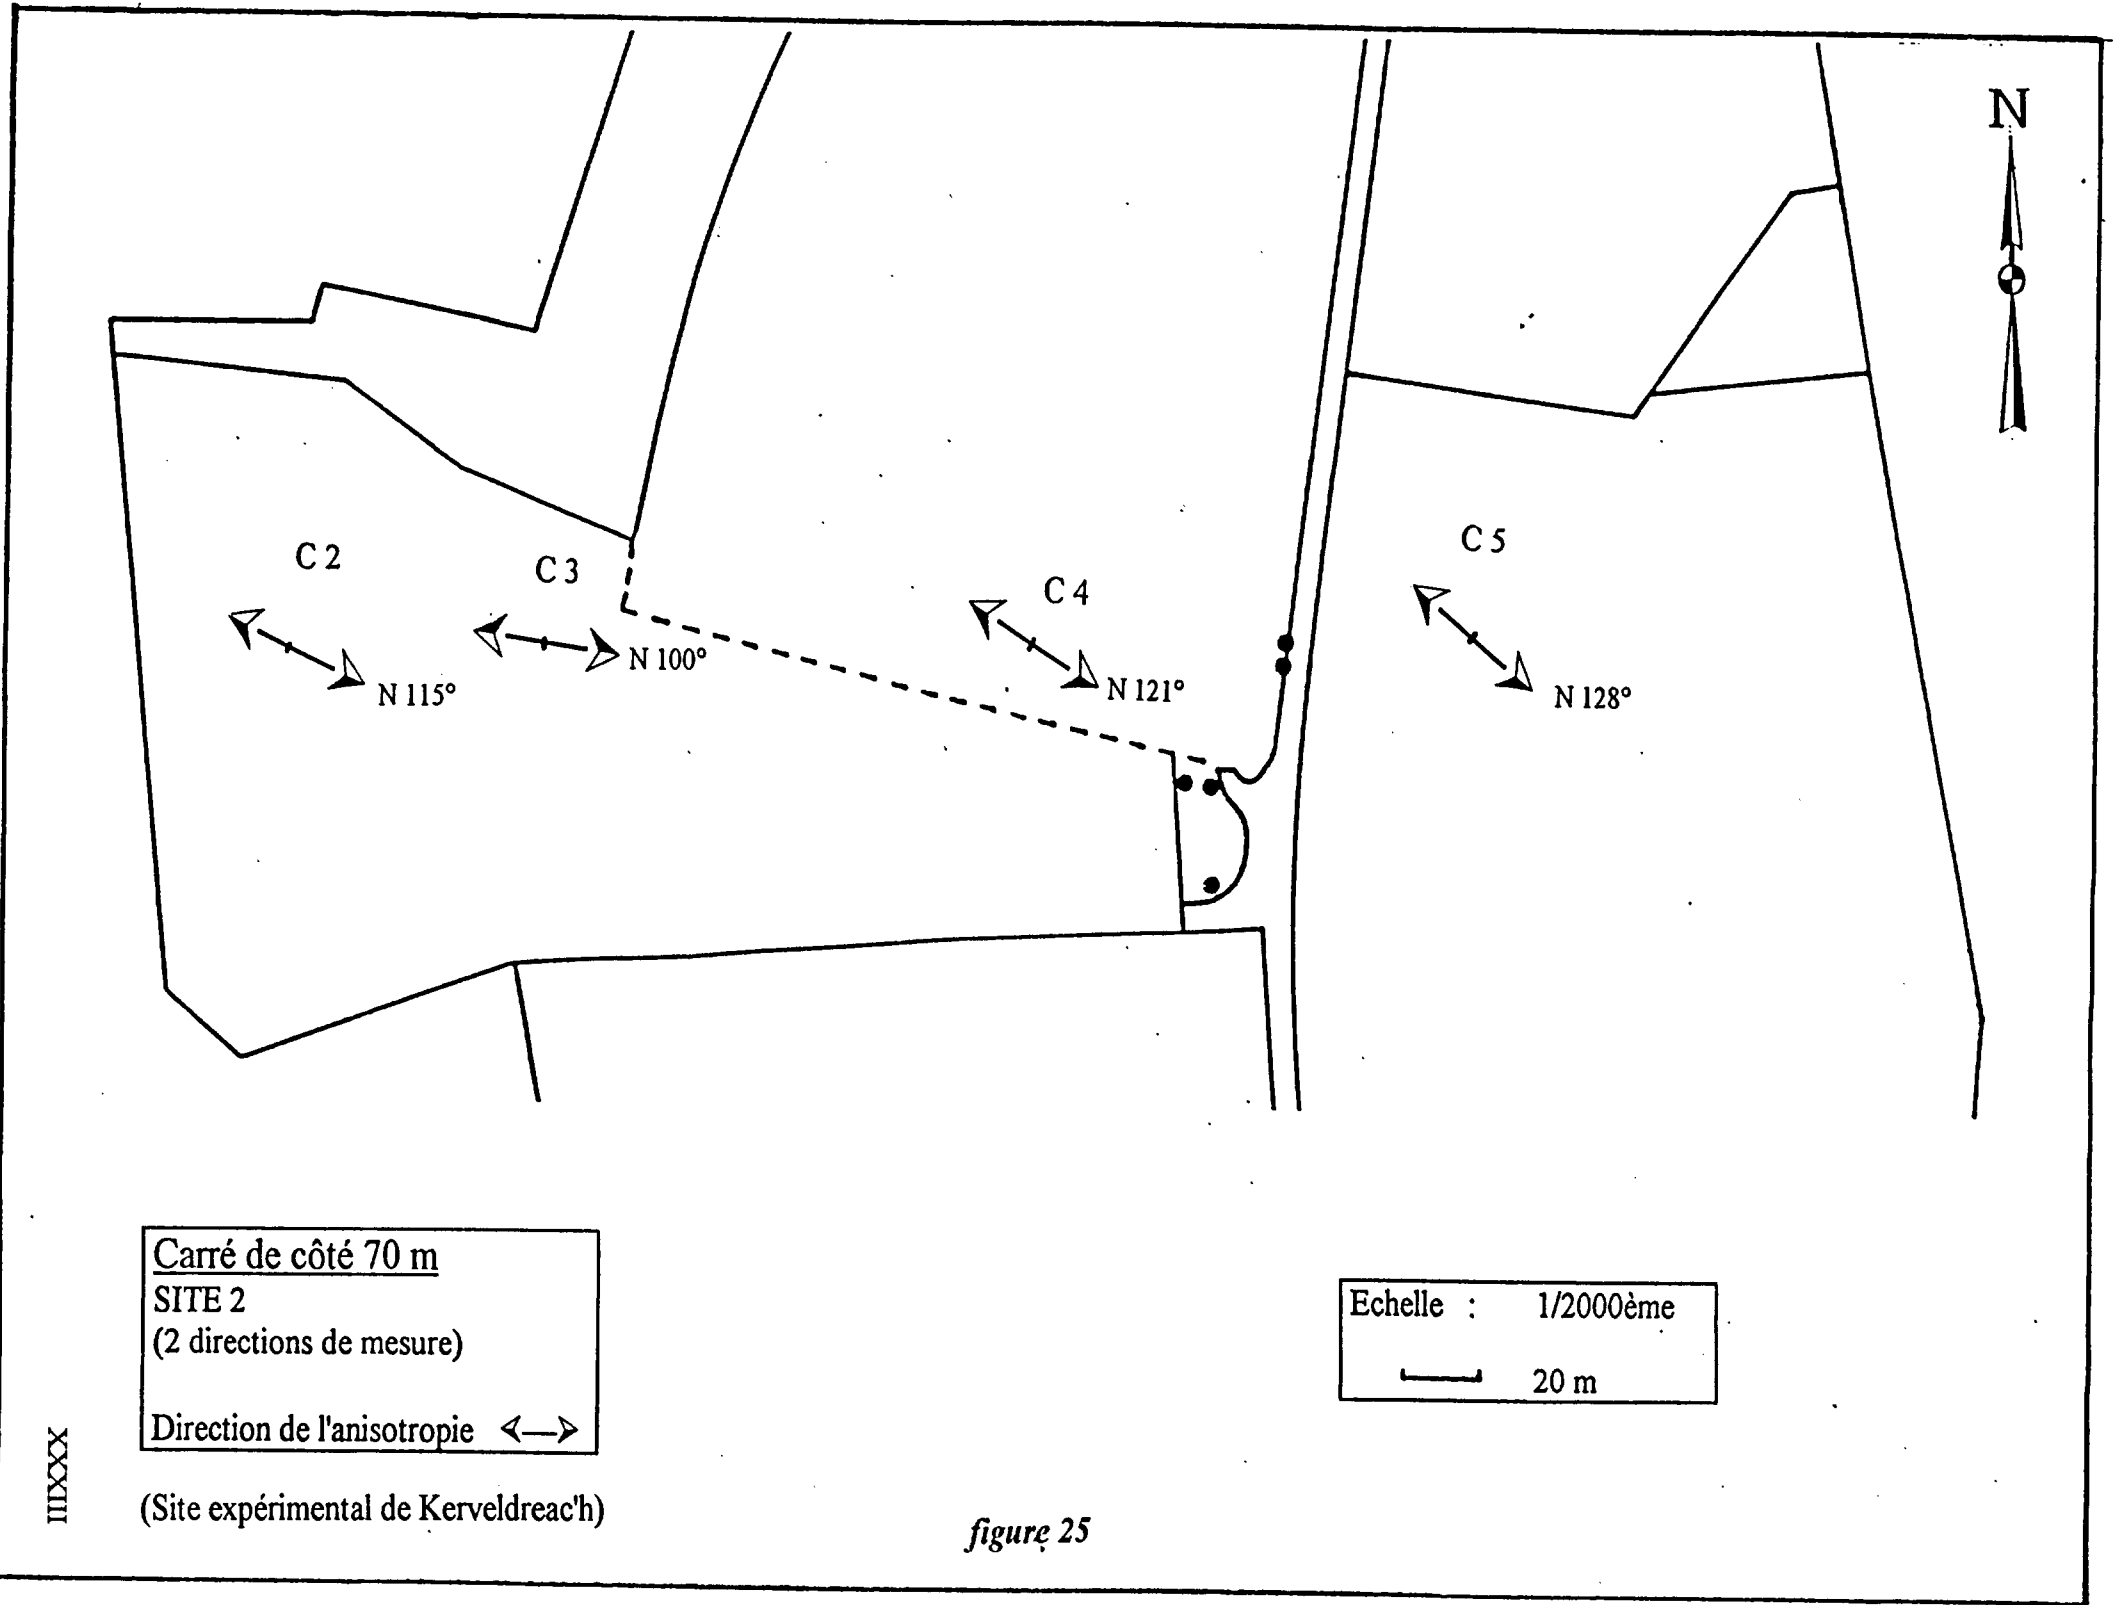 N
C 2
C 3
C 4
C 5
N 115°
N 100°
N 121°
N 128°
Carré de côté 70 m
SITE 2
(2 directions de mesure)
Direction de l'anisotropie
(Site expérimental de Kerveldreac'h)
Echelle : 1/2000ème
20 m
figure 25
XXXIII